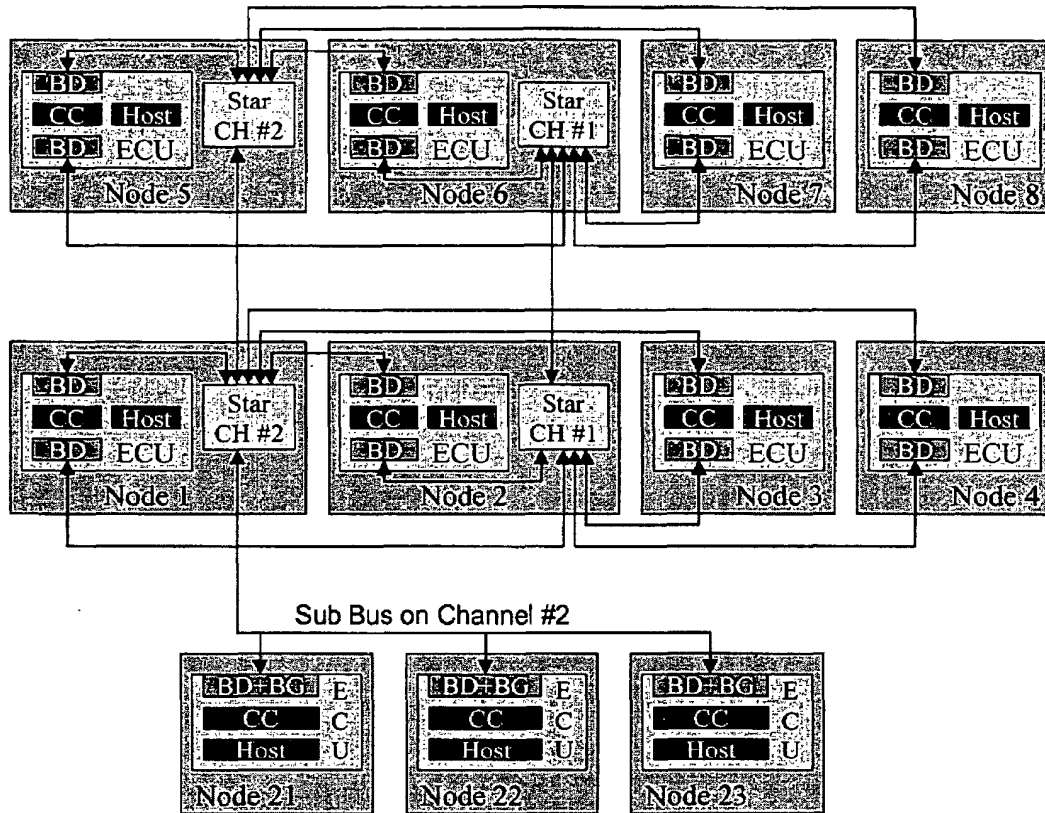 BD
CC Host
BD ECU
Star
CH #2
Node 5
BD
CC Host
BD ECU
Star
CH #1
Node 6
BD
CC Host
BD ECU
Node 7
BD
CC Host
BD ECU
Node 8
BD
CC Host
BD ECU
Star
CH #2
Node 1
BD
CC Host
BD ECU
Star
CH #1
Node 2
BD
CC Host
BD ECU
Node 3
BD
CC Host
BD ECU
Node 4
Sub Bus on Channel #2
BD+BG
CC
Host
ECU
Node 21
BD+BG
CC
Host
ECU
Node 22
BD+BG
CC
Host
ECU
Node 23